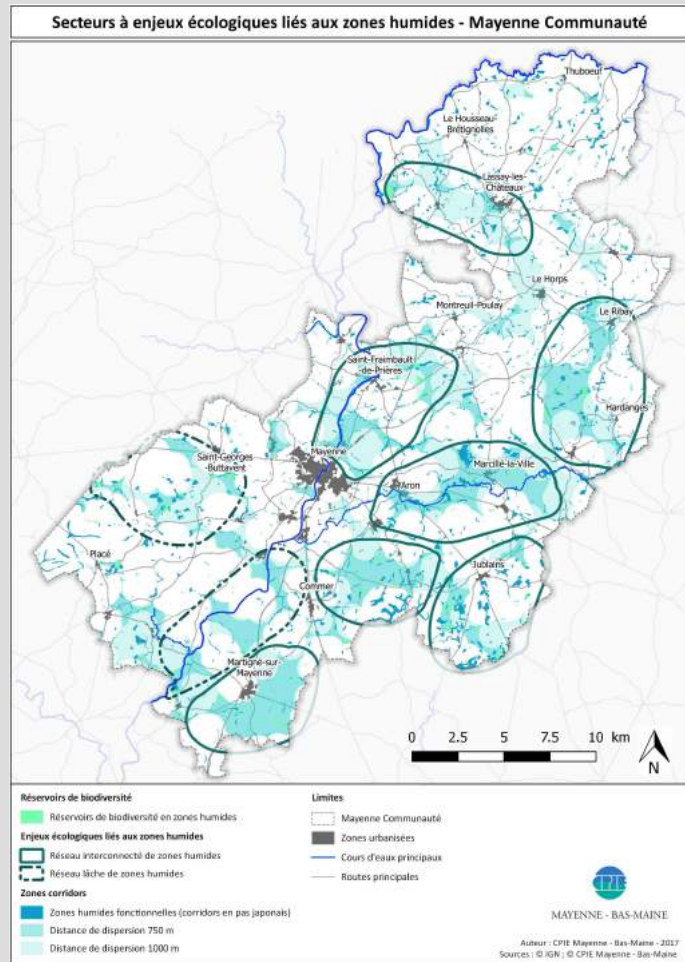 Secteurs à enjeux écologiques liés aux zones humides - Mayenne Communauté
Thuboeuf
Le Housseau-
Brétignolles
Lassay-les-
Châteaux
Le Horps
Montreuil-Poulay
Le Ribay
Saint-Fraimbault
-de-Prières
Hardanges
Mayenne
Saint-Georges
-Buttavent
Marcillé-la-Ville
Aron
Placé
Jublains
Commer
Martigné-sur-
Mayenne
0 2.5 5 7.5 10 km
N
Réservoirs de biodiversité
Réservoirs de biodiversité en zones humides
Enjeux écologiques liés aux zones humides
Réseau interconnecté de zones humides
Réseau lâche de zones humides
Zones corridors
Zones humides fonctionnelles (corridors en pas japonais)
Distance de dispersion 750 m
Distance de dispersion 1000 m
Limites
Mayenne Communauté
Zones urbanisées
Cours d'eaux principaux
Routes principales
CPIE
MAYENNE - BAS-MAINE
Auteur : CPIE Mayenne - Bas-Maine - 2017
Sources : © IGN ; © CPIE Mayenne - Bas-Maine